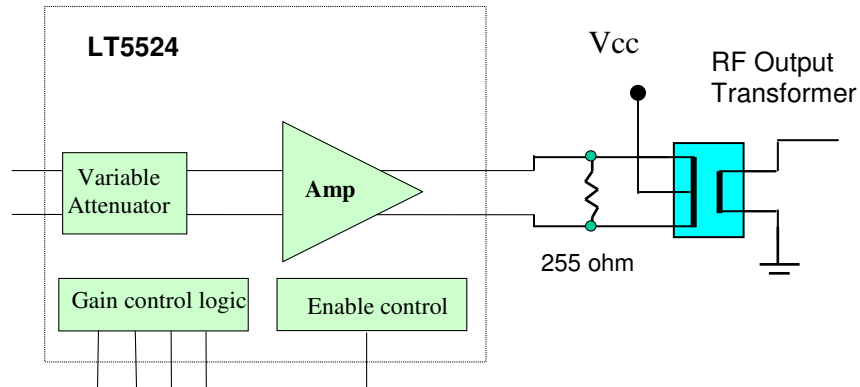 LT5524
Vcc
RF Output
Transformer
Variable
Attenuator
Amp
255 ohm
Gain control logic
Enable control